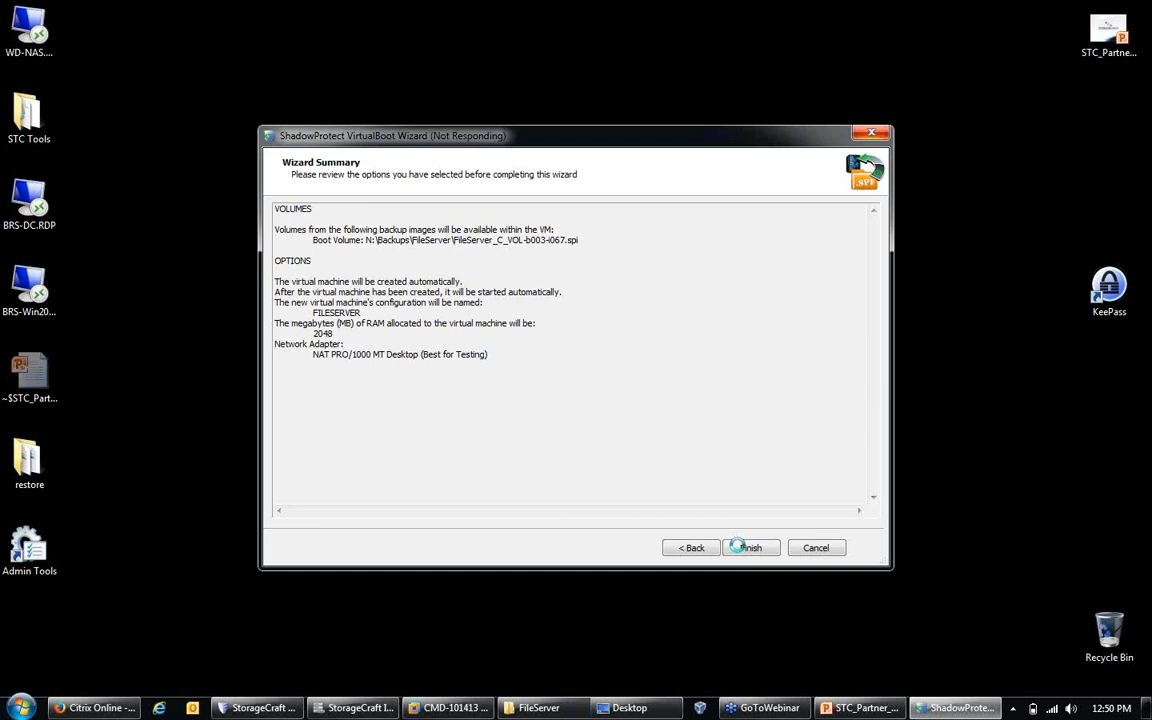 WD-NAS....
STC_Partne...
STC Tools
ShadowProtect VirtualBoot Wizard (Not Responding)
Wizard Summary
Please review the options you have selected before completing this wizard
.SPF
BRS-DC.RDP
VOLUMES
Volumes from the following backup images will be available within the VM:
Boot Volume: N:\Backups\FileServer\FileServer_C_VOL-b003-i067.spi
OPTIONS
The virtual machine will be created automatically.
After the virtual machine has been created, it will be started automatically.
The new virtual machine's configuration will be named:
FILESERVER
The megabytes (MB) of RAM allocated to the virtual machine will be:
2048
Network Adapter:
NAT PRO/1000 MT Desktop (Best for Testing)
BRS-Win20...
KeePass
~$STC_Part...
restore
< Back
Finish
Cancel
Admin Tools
Recycle Bin
Citrix Online -...
StorageCraft ...
StorageCraft I...
CMD-101413 ...
FileServer
Desktop
GoToWebinar
STC_Partner_...
ShadowProte...
12:50 PM